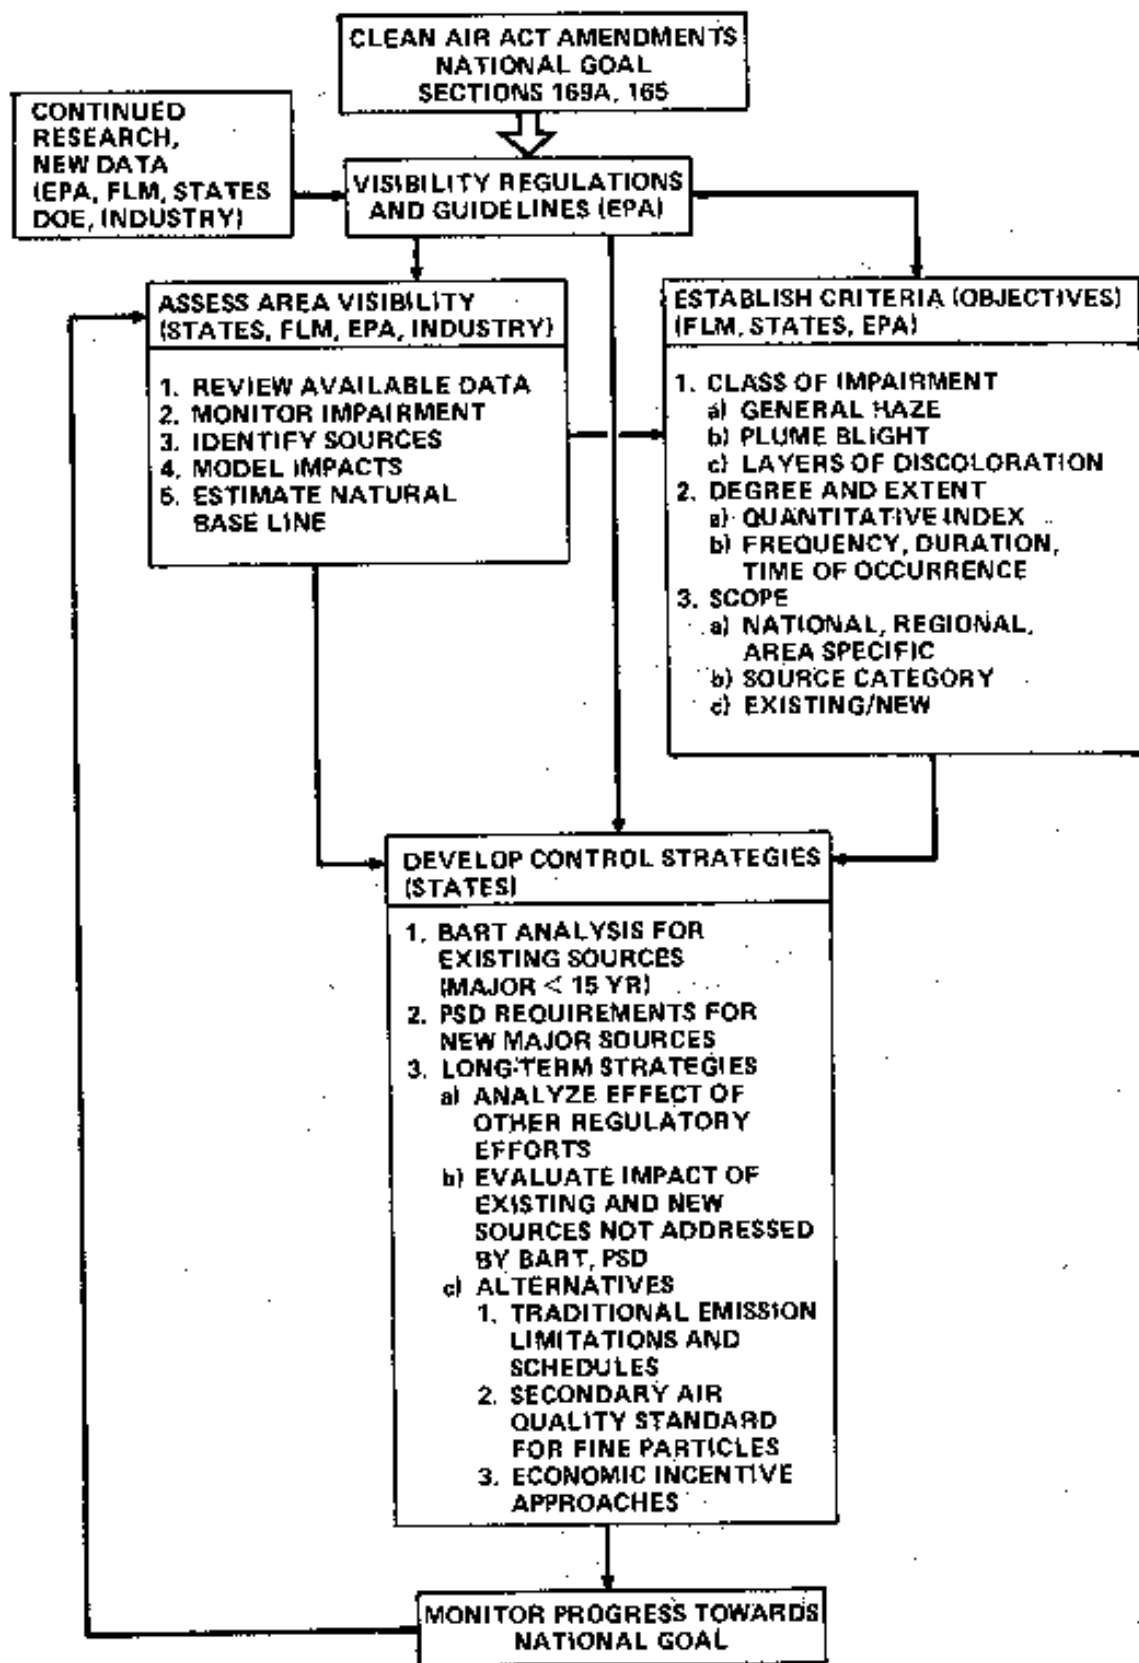 CLEAN AIR ACT AMENDMENTS
NATIONAL GOAL
SECTIONS 169A, 165
CONTINUED
RESEARCH,
NEW DATA
(EPA, FLM, STATES
DOE, INDUSTRY)
VISIBILITY REGULATIONS
AND GUIDELINES (EPA)
ASSESS AREA VISIBILITY
(STATES, FLM, EPA, INDUSTRY)
1. REVIEW AVAILABLE DATA
2. MONITOR IMPAIRMENT
3. IDENTIFY SOURCES
4. MODEL IMPACTS
5. ESTIMATE NATURAL
BASE LINE
ESTABLISH CRITERIA (OBJECTIVES)
(FLM, STATES, EPA)
1. CLASS OF IMPAIRMENT
a) GENERAL HAZE
b) PLUME BLIGHT
c) LAYERS OF DISCOLORATION
2. DEGREE AND EXTENT
a) QUANTITATIVE INDEX
b) FREQUENCY, DURATION,
TIME OF OCCURRENCE
3. SCOPE
a) NATIONAL, REGIONAL,
AREA SPECIFIC
b) SOURCE CATEGORY
c) EXISTING/NEW
DEVELOP CONTROL STRATEGIES
(STATES)
1. BART ANALYSIS FOR
EXISTING SOURCES
(MAJOR < 15 YR)
2. PSD REQUIREMENTS FOR
NEW MAJOR SOURCES
3. LONG-TERM STRATEGIES
a) ANALYZE EFFECT OF
OTHER REGULATORY
EFFORTS
b) EVALUATE IMPACT OF
EXISTING AND NEW
SOURCES NOT ADDRESSED
BY BART, PSD
c) ALTERNATIVES
1. TRADITIONAL EMISSION
LIMITATIONS AND
SCHEDULES
2. SECONDARY AIR
QUALITY STANDARD
FOR FINE PARTICLES
3. ECONOMIC INCENTIVE
APPROACHES
MONITOR PROGRESS TOWARDS
NATIONAL GOAL